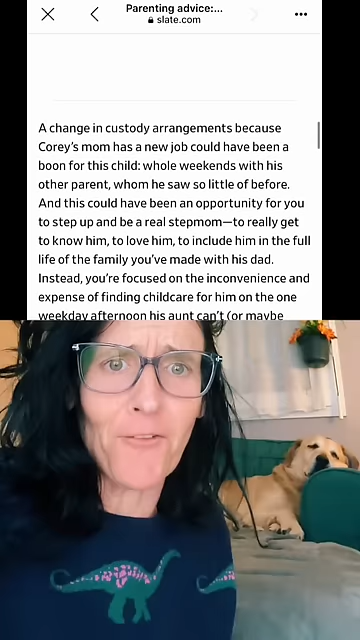 Parenting advice:...
slate.com
A change in custody arrangements because
Corey's mom has a new job could have been a
boon for this child: whole weekends with his
other parent, whom he saw so little of before.
And this could have been an opportunity for you
to step up and be a real stepmom—to really get
to know him, to love him, to include him in the full
life of the family you've made with his dad.
Instead, you're focused on the inconvenience and
expense of finding childcare for him on the one
weekday afternoon his aunt can't (or maybe